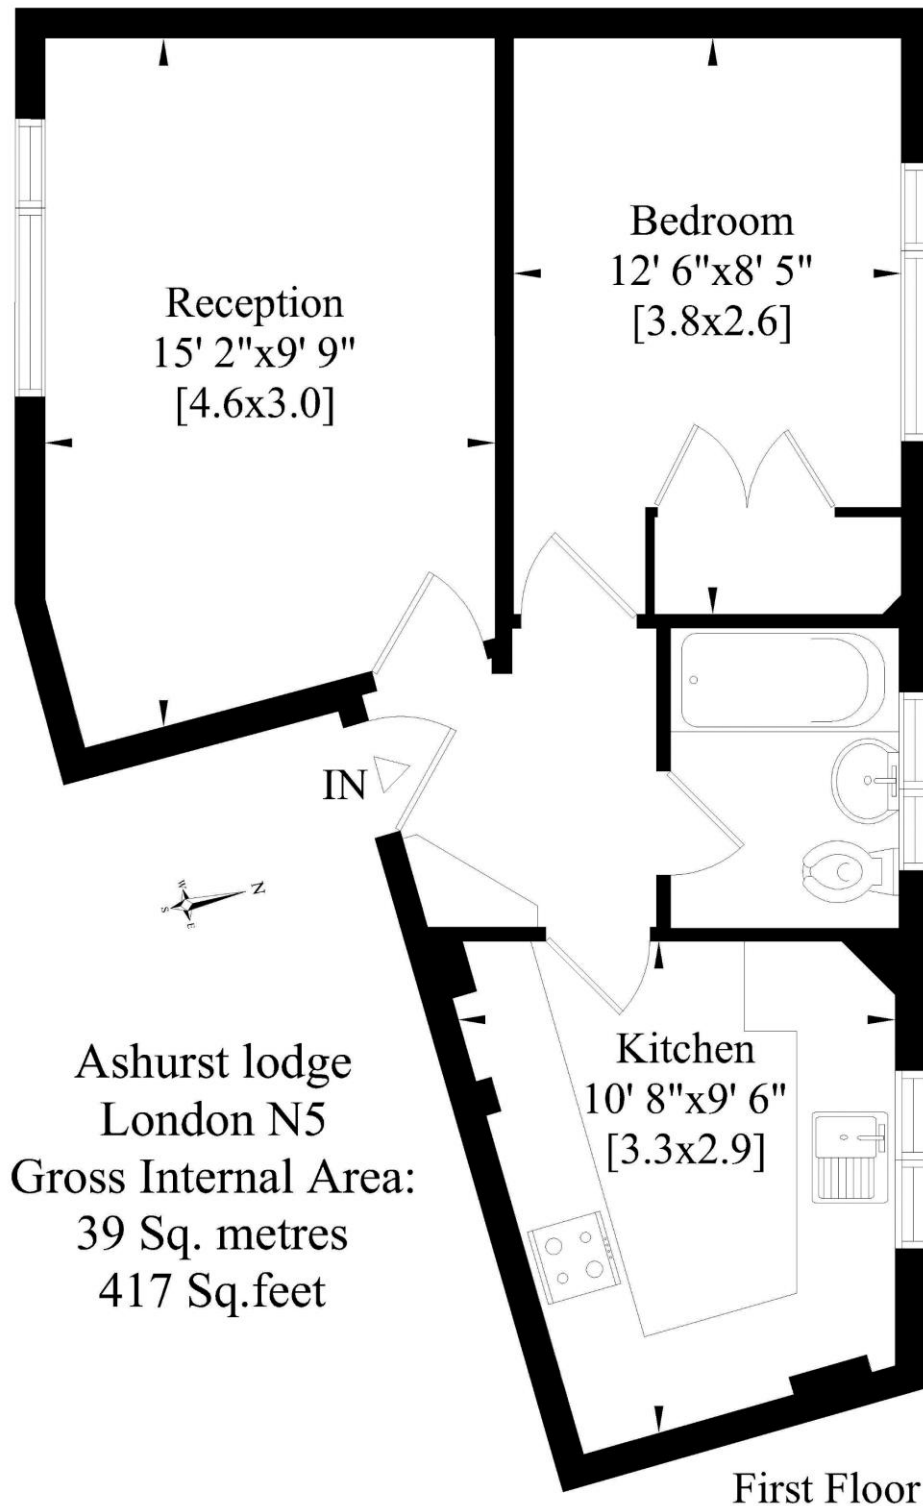 Reception
15' 2"x9' 9"
[4.6x3.0]
Bedroom
12' 6"x8' 5"
[3.8x2.6]
IN
N
W
S
E
Kitchen
10' 8"x9' 6"
[3.3x2.9]
Ashurst lodge
London N5
Gross Internal Area:
39 Sq. metres
417 Sq.feet
First Floor